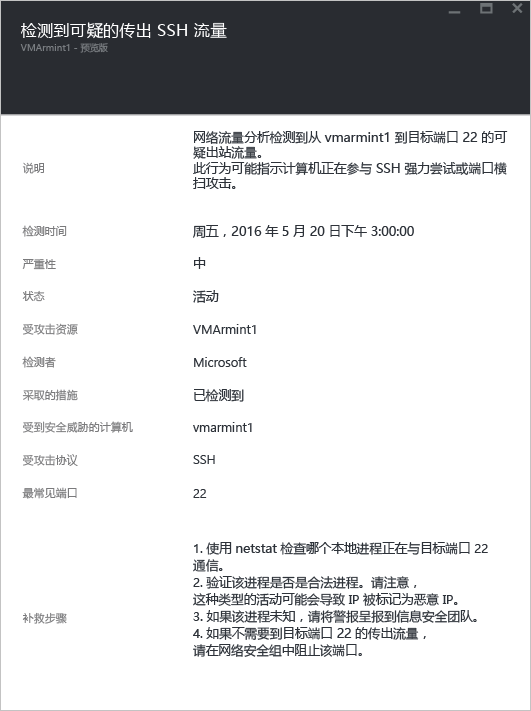 检测到可疑的传出 SSH 流量
VMArmint1 - 预览版
说明
网络流量分析检测到从 vmarmint1 到目标端口 22 的可
疑出站流量。
此行为可能指示计算机正在参与 SSH 强力尝试或端口横
扫攻击。
检测时间
周五，2016 年 5 月 20 日下午 3:00:00
严重性
中
状态
活动
受攻击资源
VMArmint1
检测者
Microsoft
采取的措施
已检测到
受到安全威胁的计算机
vmarmint1
受攻击协议
SSH
最常见端口
22
补救步骤
1. 使用 netstat 检查哪个本地进程正在与目标端口 22
通信。
2. 验证该进程是否是合法进程。请注意，
这种类型的活动可能会导致 IP 被标记为恶意 IP。
3. 如果该进程未知，请将警报呈报到信息安全团队。
4. 如果不需要到目标端口 22 的传出流量，
请在网络安全组中阻止该端口。